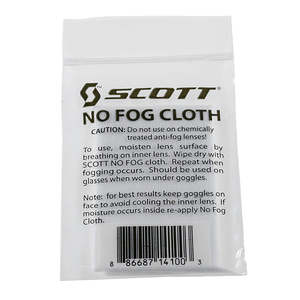 SCOTT
NO FOG CLOTH
CAUTION: Do not use on chemically
treated anti-fog lenses!
To use, moisten lens surface by
breathing on inner lens. Wipe dry with
SCOTT NO FOG cloth. Repeat when
fogging occurs. Should be used on
glasses when worn under goggles.
Note: for best results keep goggles on
face to avoid cooling the inner lens. If
moisture occurs inside re-apply No Fog
Cloth.
8 86687 14100 3